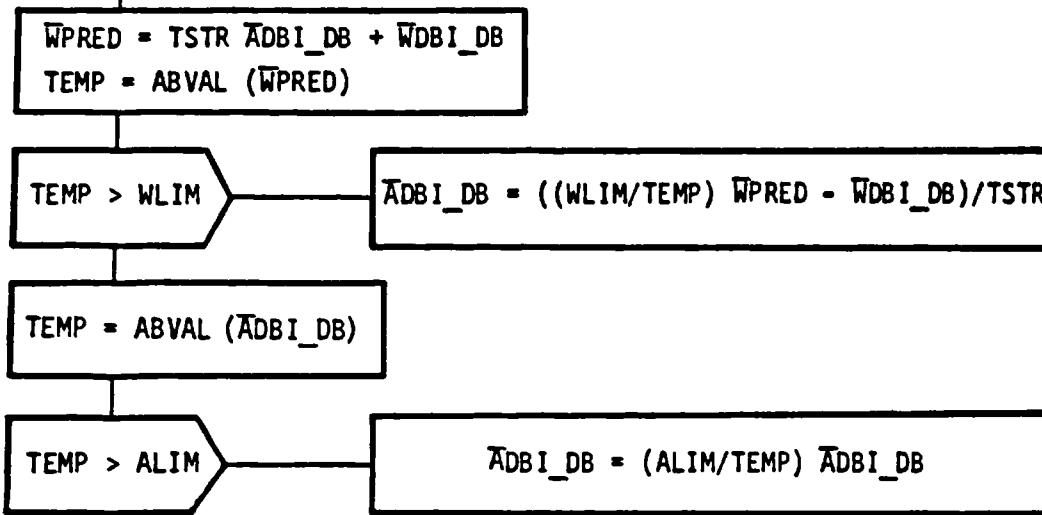 W̅PRED = TSTR A̅DBI_DB + W̅DBI_DB
TEMP = ABVAL (W̅PRED)
TEMP > WLIM
A̅DBI_DB = ((WLIM/TEMP) W̅PRED - W̅DBI_DB)/TSTR
TEMP = ABVAL (A̅DBI_DB)
TEMP > ALIM
A̅DBI_DB = (ALIM/TEMP) A̅DBI_DB